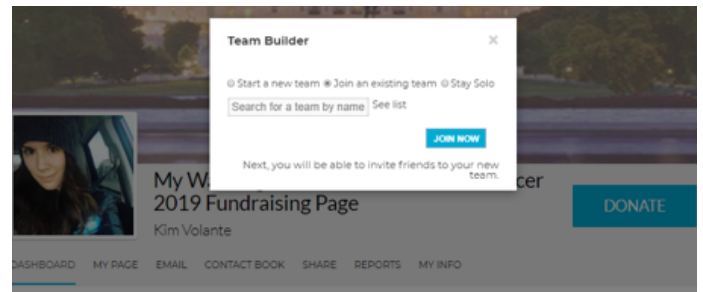 Team Builder
×
Start a new team Join an existing team Stay Solo
Search for a team by name See list
JOIN NOW
Next, you will be able to invite friends to your new
team.
My W cer
2019 Fundraising Page
DONATE
Kim Volante
DASHBOARD MY PAGE EMAIL CONTACT BOOK SHARE REPORTS MY INFO